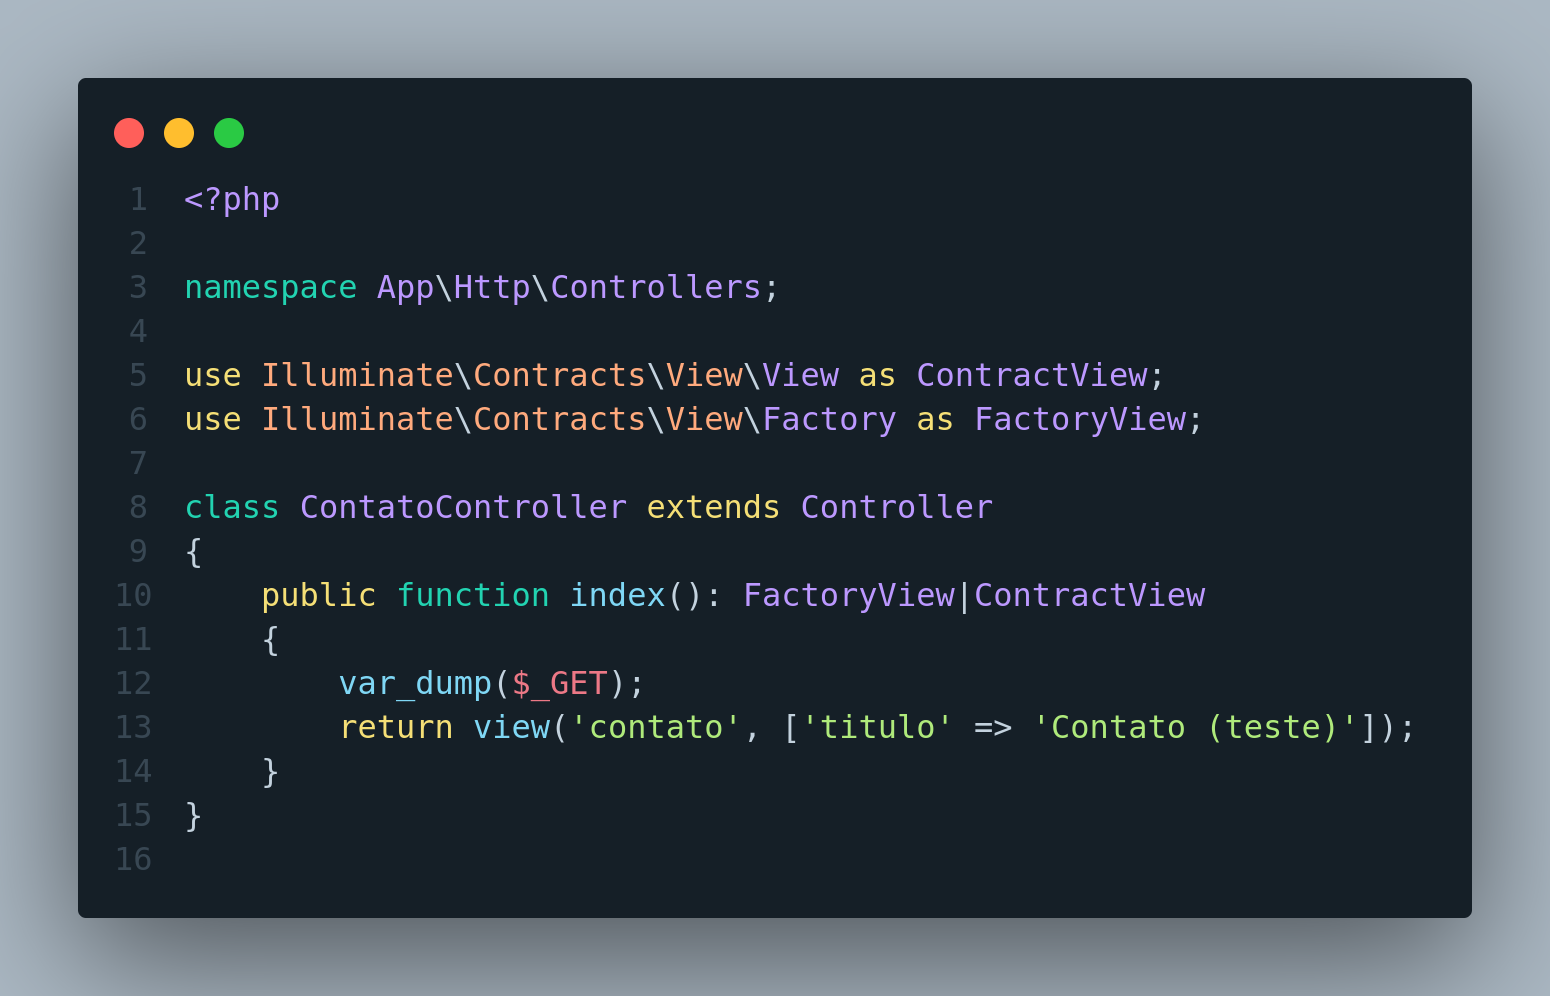 1 <?php
2
3 namespace App\Http\Controllers;
4
5 use Illuminate\Contracts\View\View as ContractView;
6 use Illuminate\Contracts\View\Factory as FactoryView;
7
8 class ContatoController extends Controller
9 {
10     public function index(): FactoryView|ContractView
11     {
12         var_dump($_GET);
13         return view('contato', ['titulo' => 'Contato (teste)']);
14     }
15 }
16